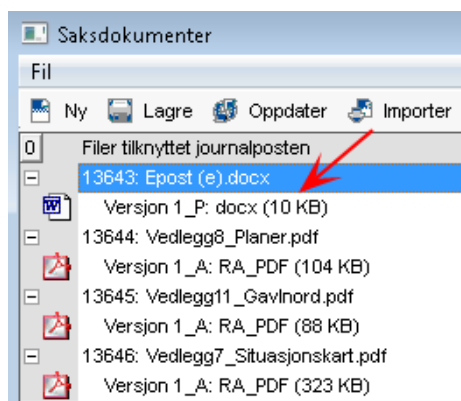 Saksdokumenter
Fil
Ny Lagre Oppdater Importer
0 Filer tilknyttet journalposten
13643: Epost (e).docx
Versjon 1_P: docx (10 KB)
13644: Vedlegg8_Planer.pdf
Versjon 1_A: RA_PDF (104 KB)
13645: Vedlegg11_Gavlnord.pdf
Versjon 1_A: RA_PDF (88 KB)
13646: Vedlegg7_Situasjonskart.pdf
Versjon 1_A: RA_PDF (323 KB)